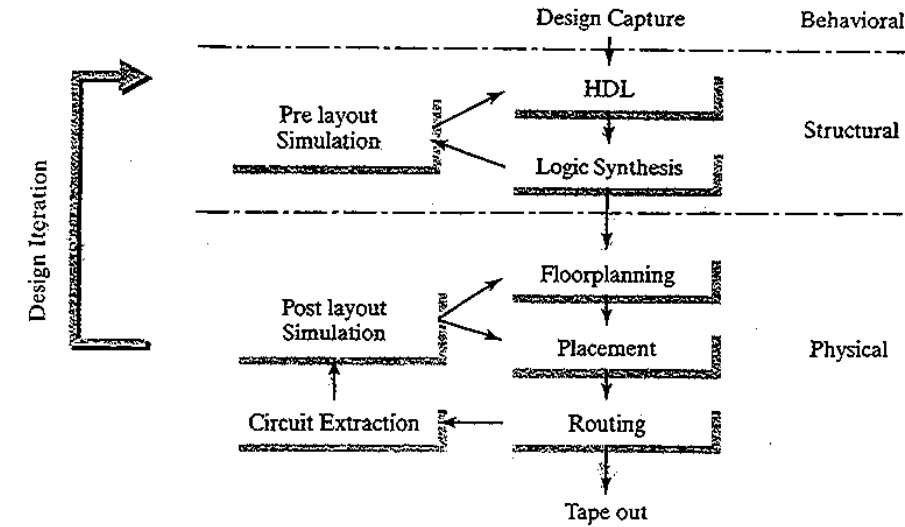 Design Capture
Behavioral
HDL
Pre layout
Simulation
Structural
Logic Synthesis
Design Iteration
Floorplanning
Post layout
Simulation
Placement
Physical
Circuit Extraction
Routing
Tape out